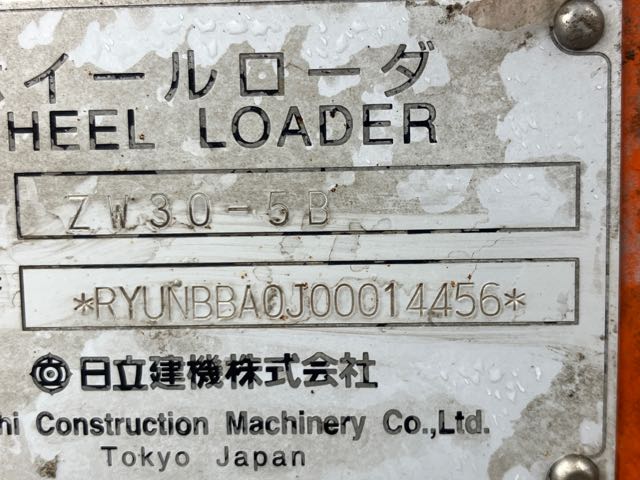 イールローダ
HEEL LOADER
ZW30-5B
*RYUNBBA0J00014456*
日立建機株式会社
hi Construction Machinery Co.,Ltd.
Tokyo Japan